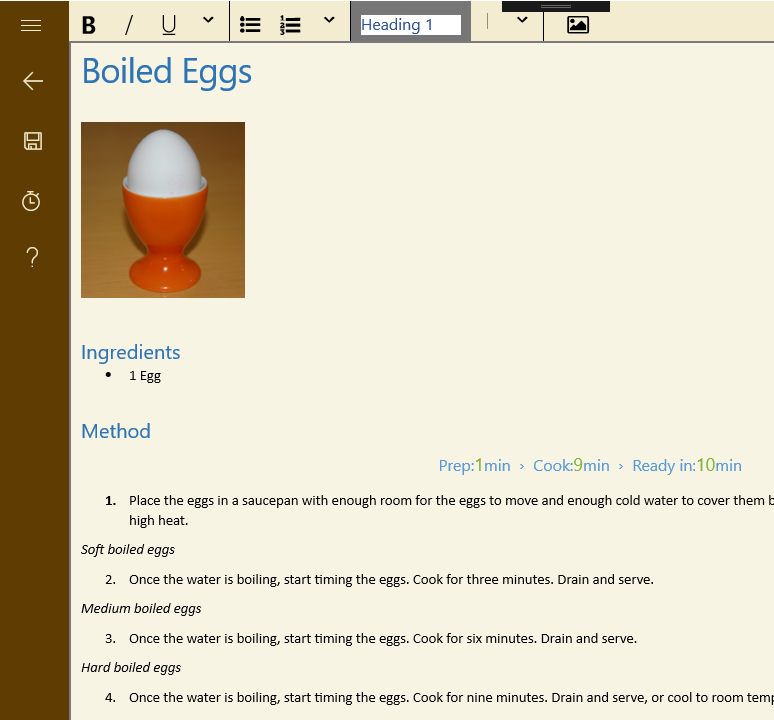 B / U
Heading 1
Boiled Eggs
Ingredients
• 1 Egg
Method
Prep:1min › Cook:9min › Ready in:10min
1. Place the eggs in a saucepan with enough room for the eggs to move and enough cold water to cover them
high heat.
Soft boiled eggs
2. Once the water is boiling, start timing the eggs. Cook for three minutes. Drain and serve.
Medium boiled eggs
3. Once the water is boiling, start timing the eggs. Cook for six minutes. Drain and serve.
Hard boiled eggs
4. Once the water is boiling, start timing the eggs. Cook for nine minutes. Drain and serve, or cool to room